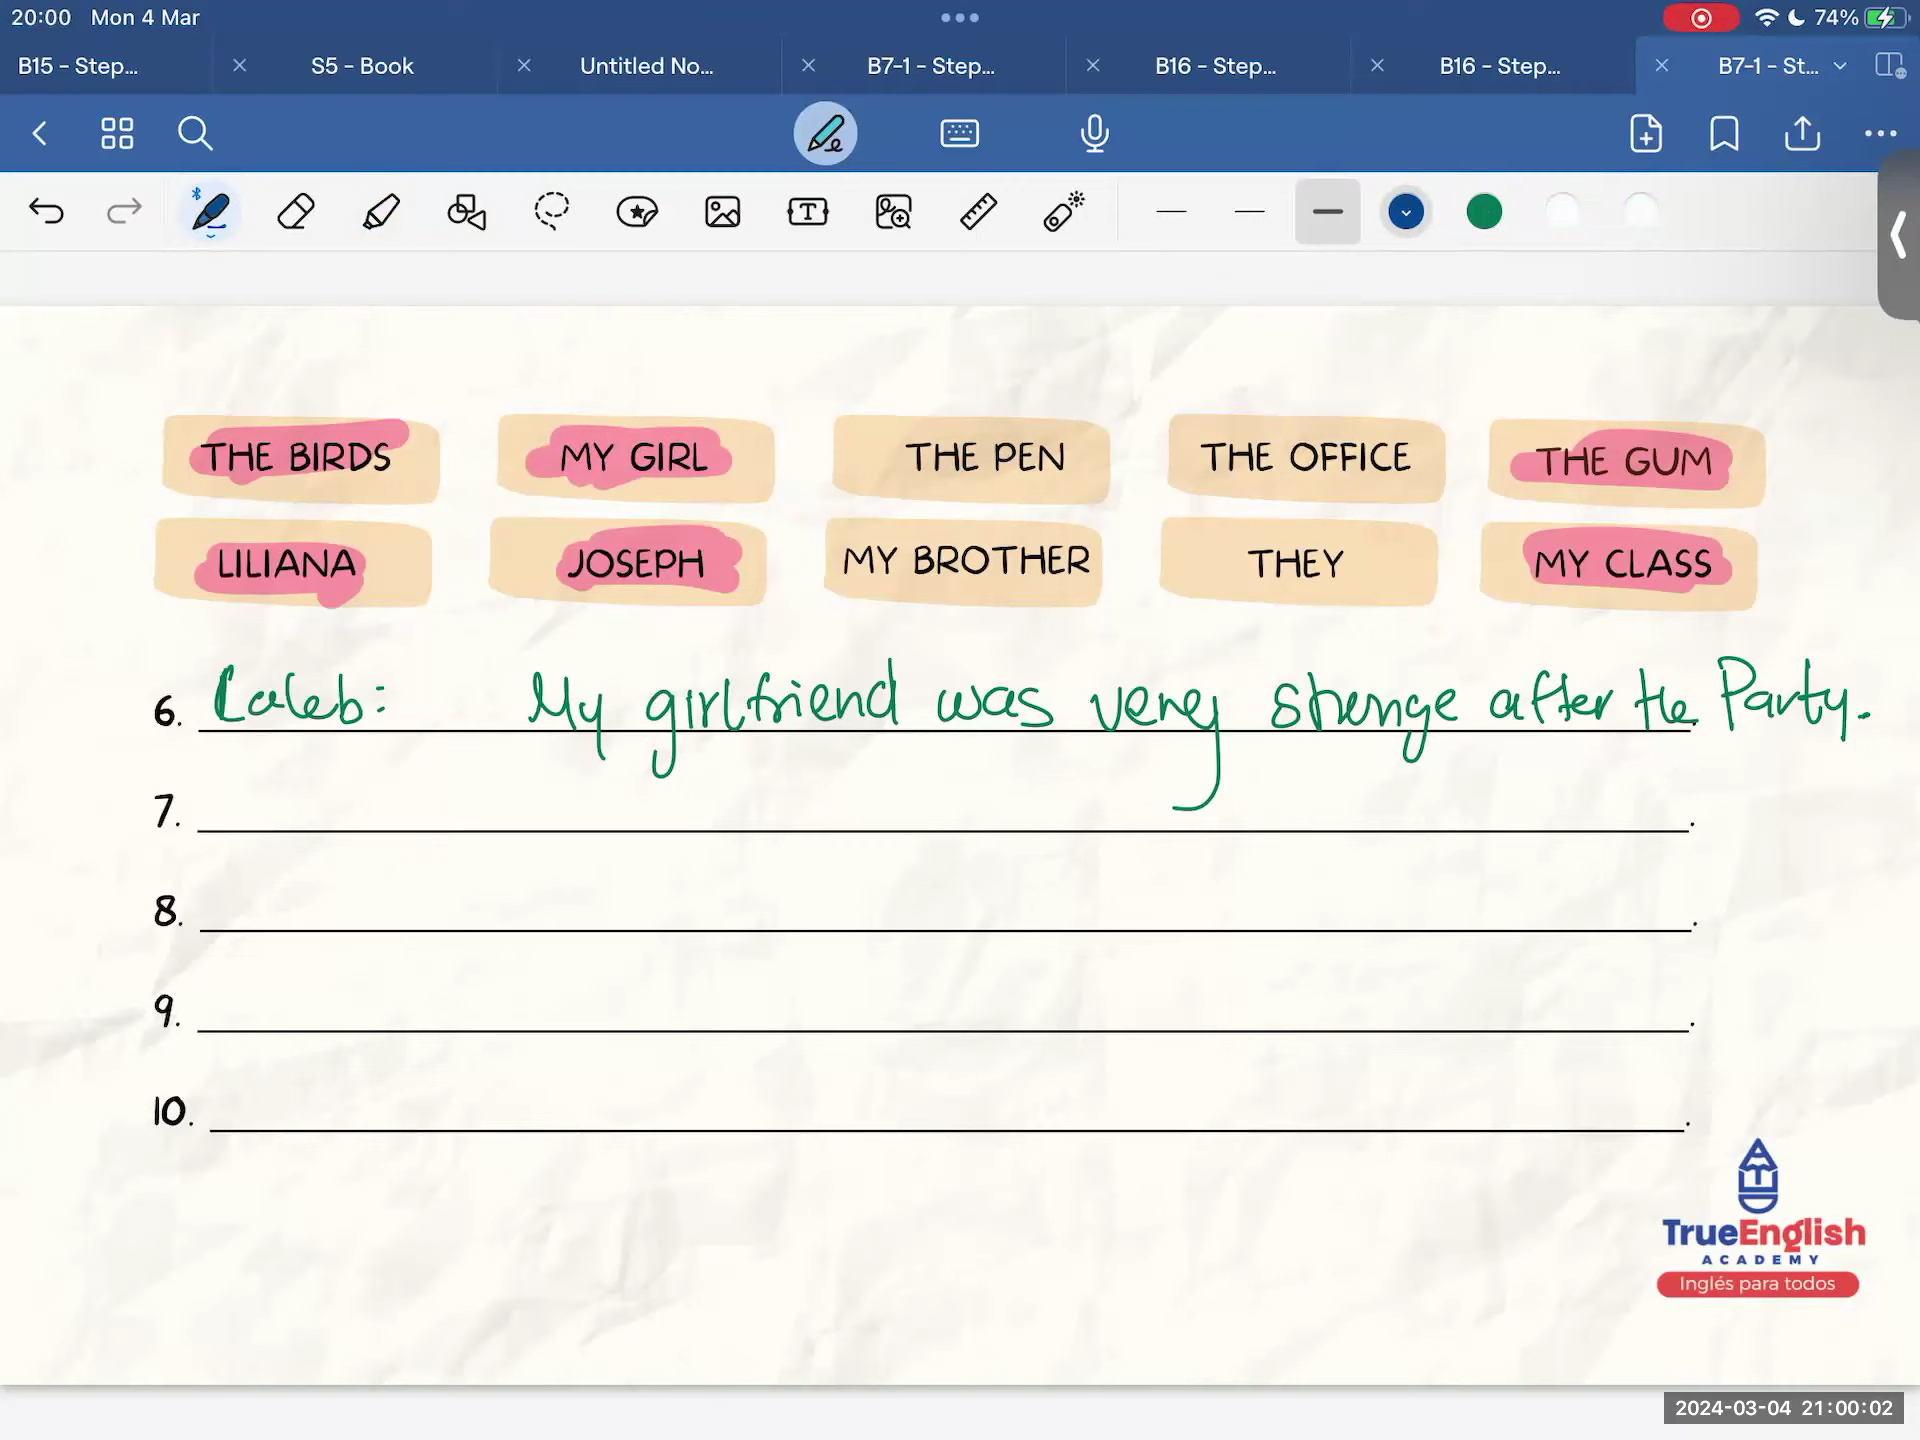 20:00 Mon 4 Mar 74%
B15 - Step... S5 - Book Untitled No... B7-1 - Step... B16 - Step... B16 - Step... B7-1 - St...
THE BIRDS MY GIRL THE PEN THE OFFICE THE GUM
LILIANA JOSEPH MY BROTHER THEY MY CLASS
6. Caleb: My girlfriend was very strange after the Party.
7. .
8. .
9. .
10. .
TrueEnglish
ACADEMY
Inglés para todos
2024-03-04 21:00:02